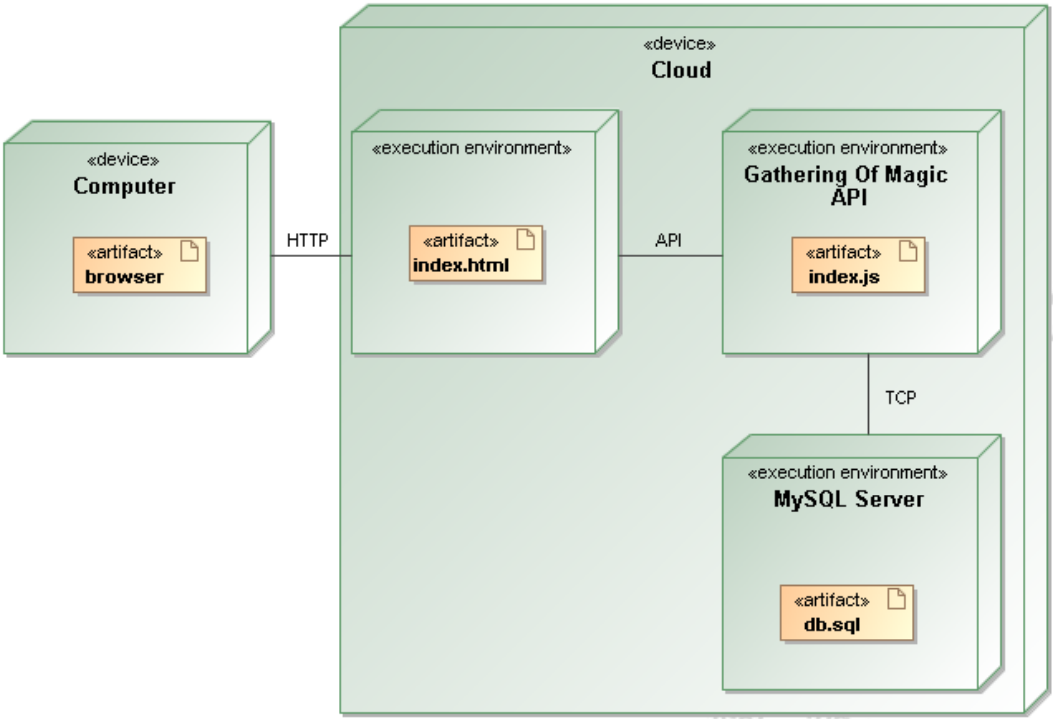 «device»
Cloud
«device»
Computer
«artifact»
browser
HTTP
«execution environment»
«artifact»
index.html
API
«execution environment»
Gathering Of Magic
API
«artifact»
index.js
TCP
«execution environment»
MySQL Server
«artifact»
db.sql